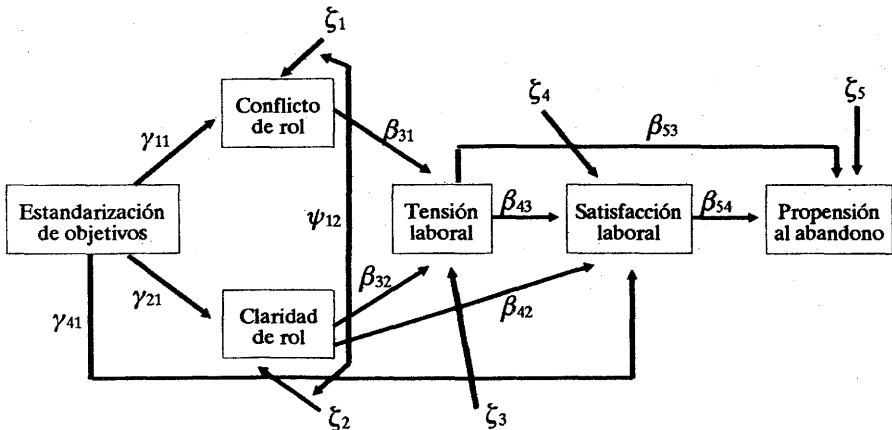 ζ1
Conflicto
de rol
ζ4
ζ5
γ11
β31
β53
Estandarización
de objetivos
ψ12
Tensión
laboral
β43
Satisfacción
laboral
β54
Propensión
al abandono
γ41
γ21
Claridad
de rol
β32
β42
ζ2
ζ3